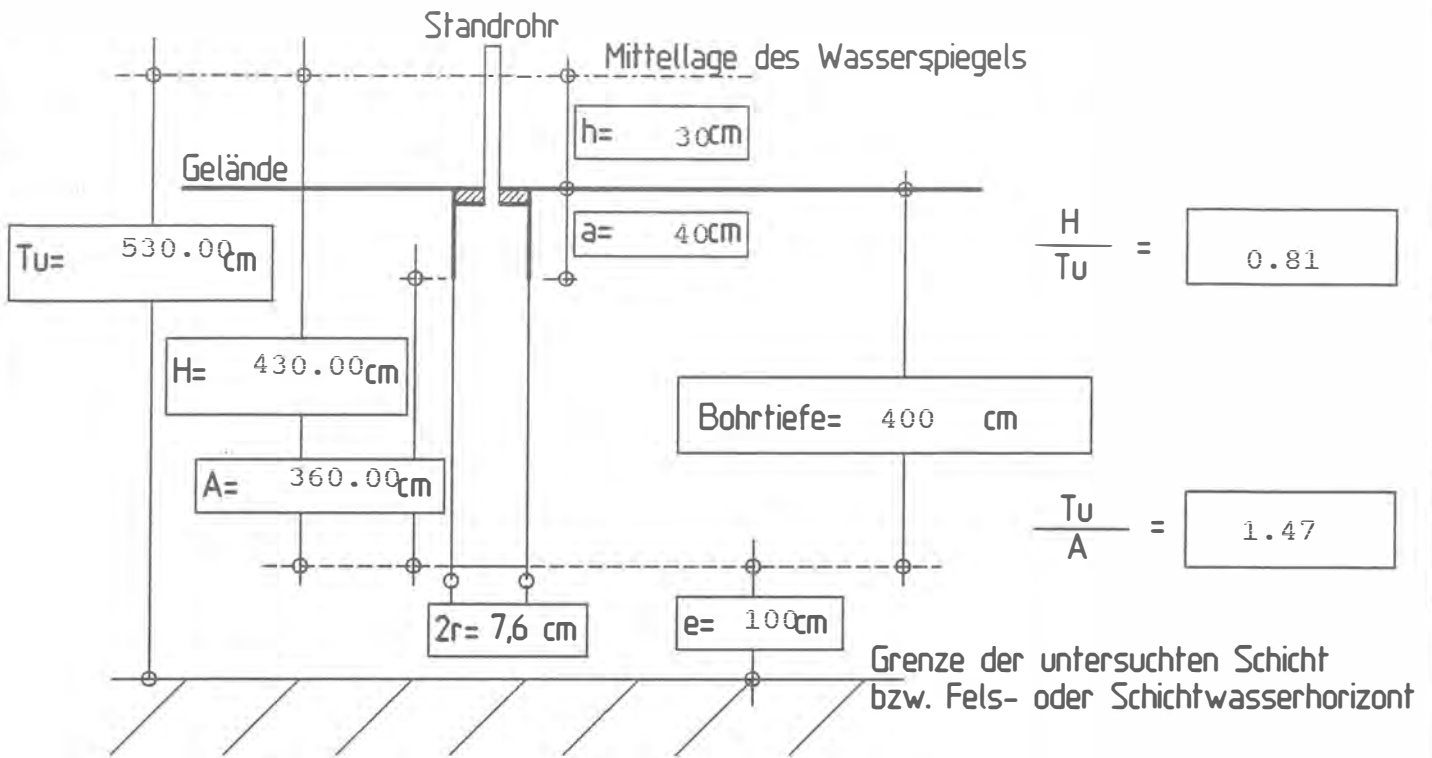 Standrohr
Mittellage des Wasserspiegels
h= 30cm
Gelände
a= 40cm
Tu= 530.00cm
H
Tu
= 0.81
H= 430.00cm
Bohrtiefe= 400 cm
A= 360.00cm
Tu
A
= 1.47
2r= 7,6 cm
e= 100cm
Grenze der untersuchten Schicht
bzw. Fels- oder Schichtwasserhorizont